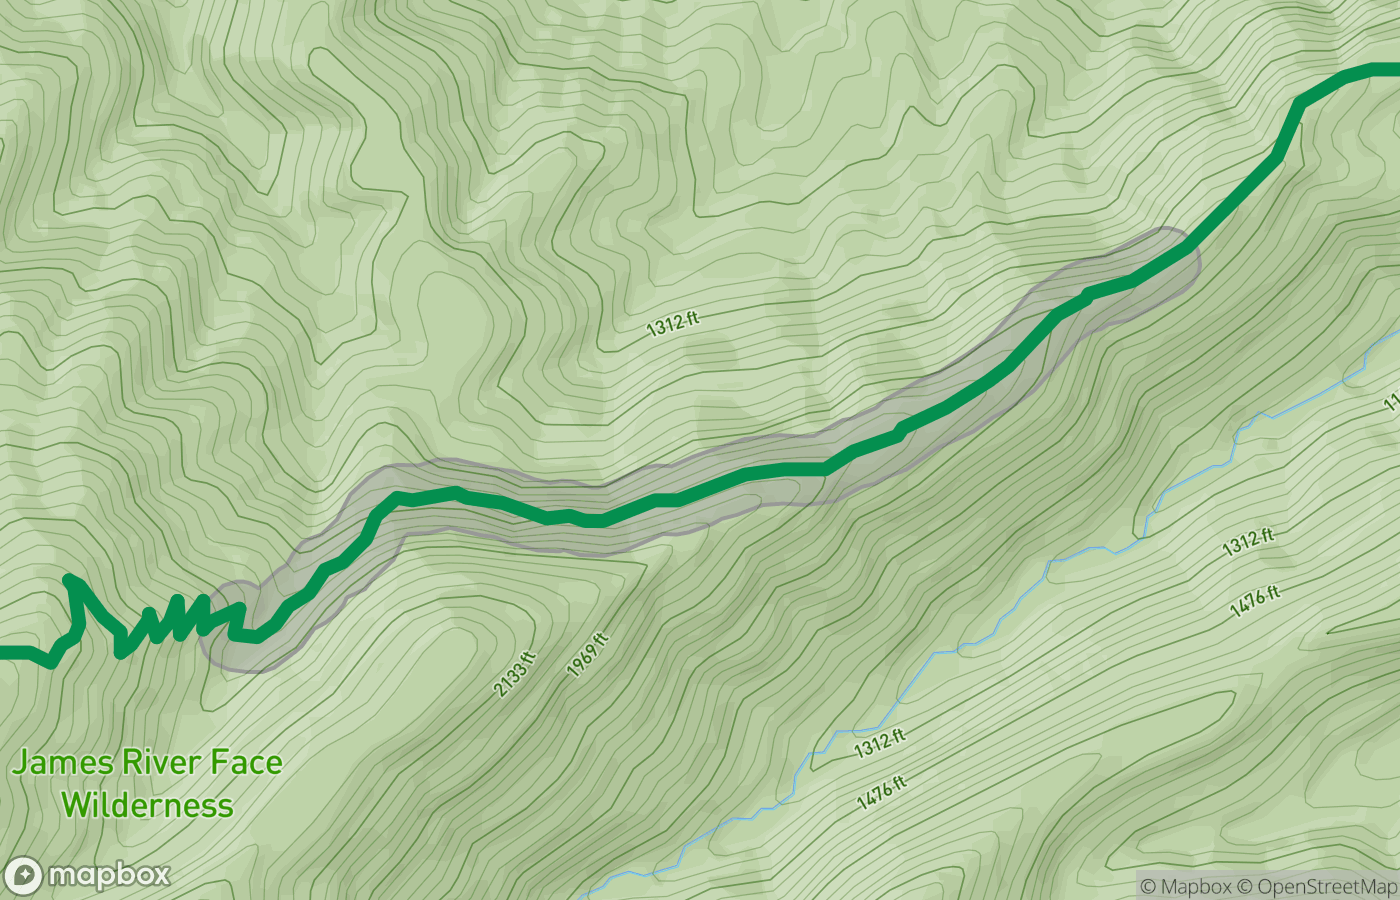 1312 ft
11
1312 ft
1476 ft
1969 ft
2133 ft
1312 ft
1476 ft
James River Face
Wilderness
mapbox
© Mapbox © OpenStreetMap